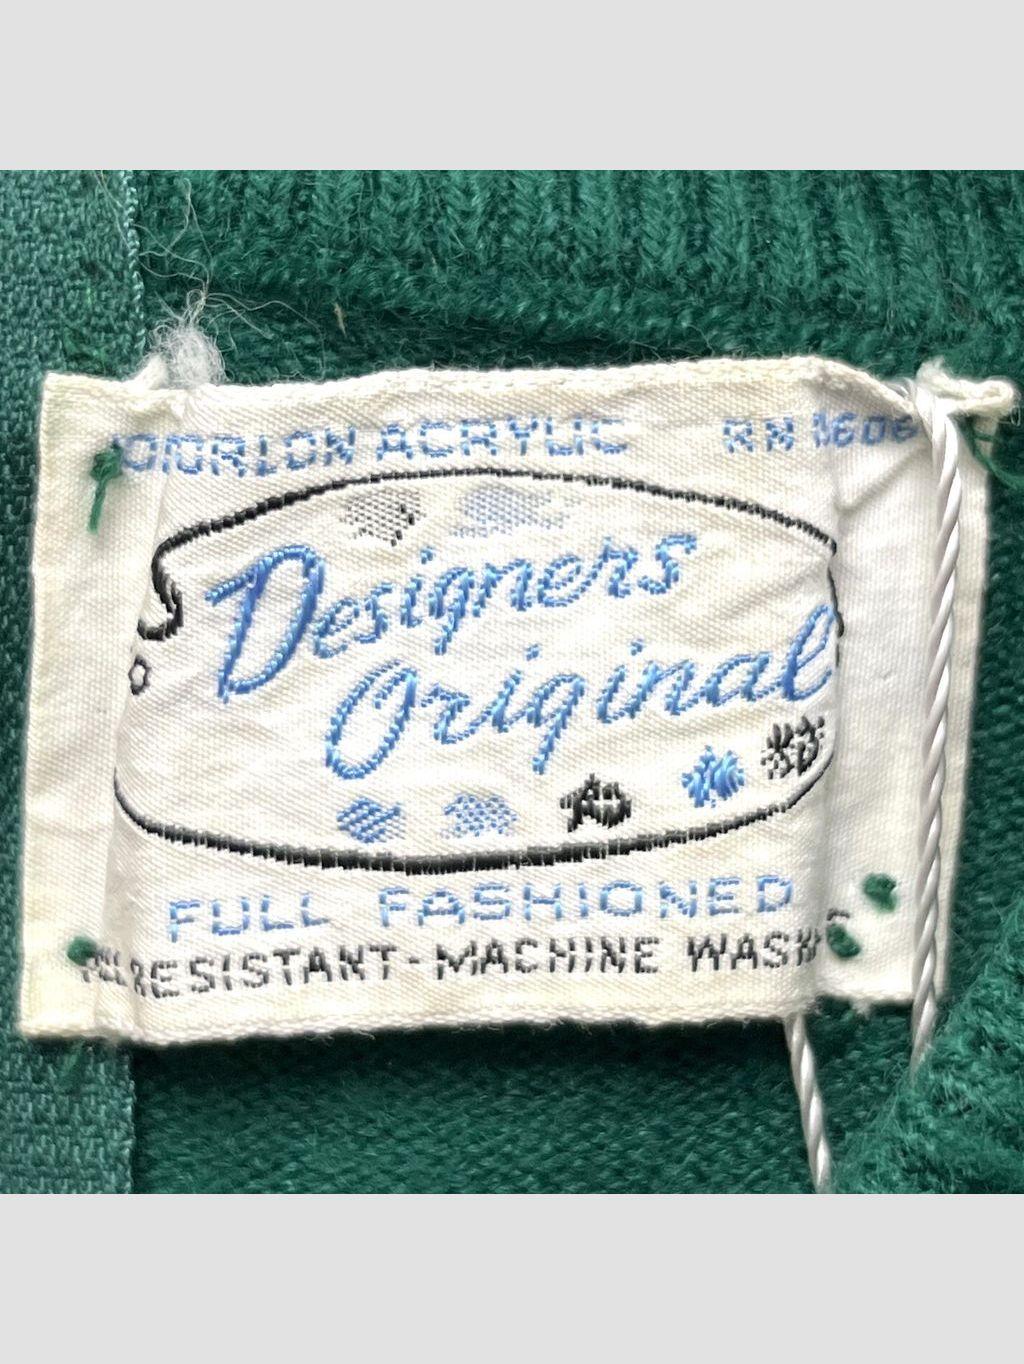 ORLON ACRYLIC RN
Designers
Original
FULL FASHIONED
RESISTANT - MACHINE